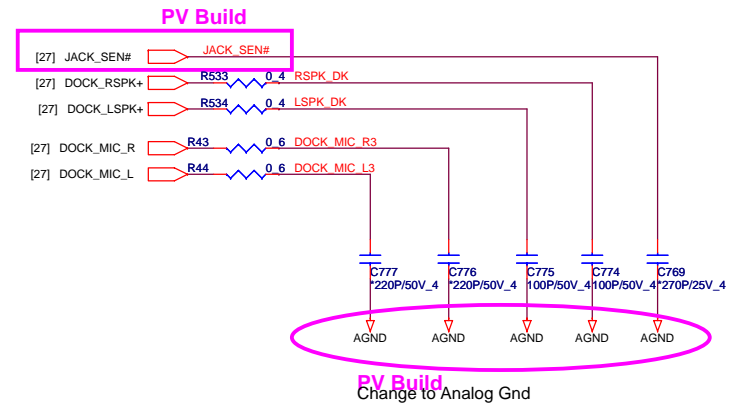 PV Build
[27] JACK_SEN# JACK_SEN#
[27] DOCK_RSPK+ R533 0_4 RSPK_DK
[27] DOCK_LSPK+ R534 0_4 LSPK_DK
[27] DOCK_MIC_R R43 0_6 DOCK_MIC_R3
[27] DOCK_MIC_L R44 0_6 DOCK_MIC_L3
C777 C776 C775 C774 C769
*220P/50V_4 *220P/50V_4 100P/50V_4 100P/50V_4 *270P/25V_4
AGND AGND AGND AGND AGND
PV Build
Change to Analog Gnd